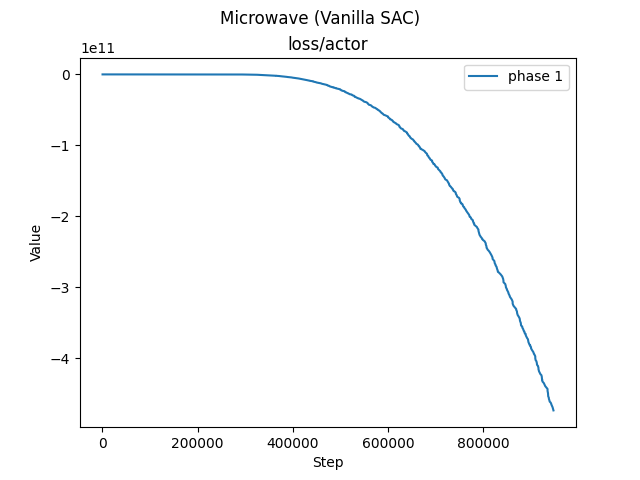 Microwave (Vanilla SAC)
loss/actor
1e11
phase 1
0
−1
−2
−3
−4
Value
0
200000
400000
600000
800000
Step